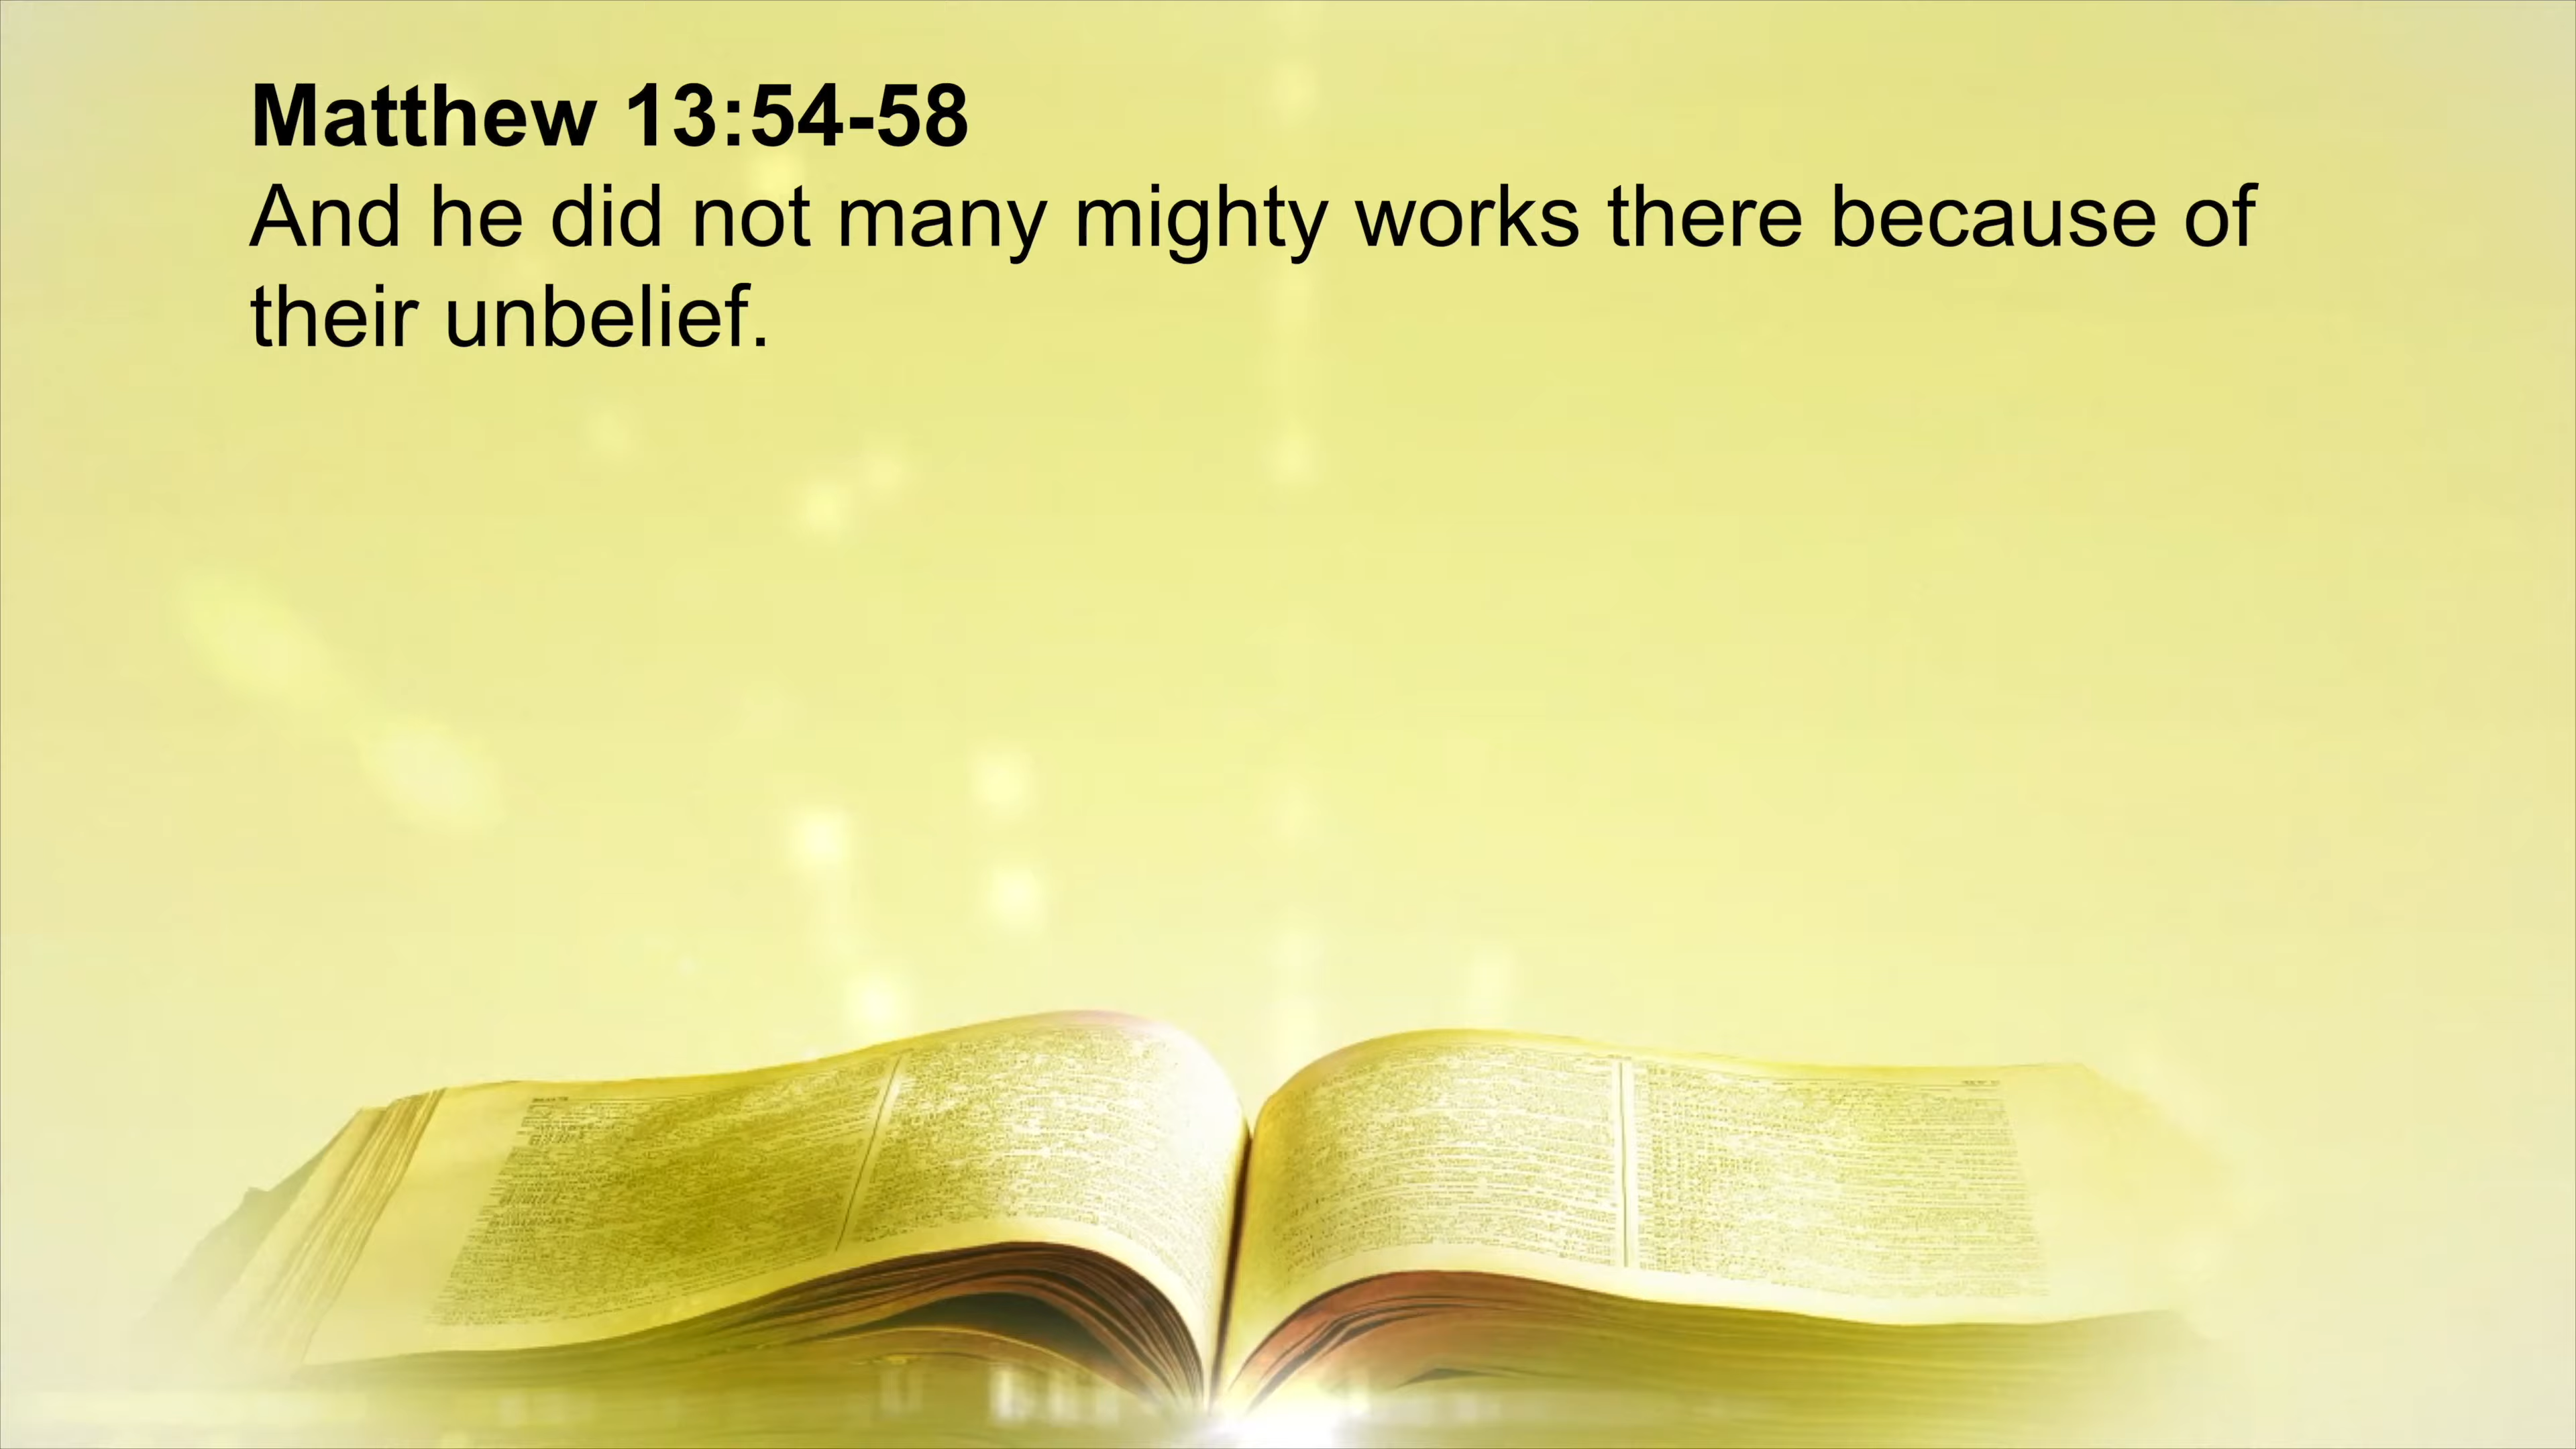 Matthew 13:54-58
And he did not many mighty works there because of
their unbelief.